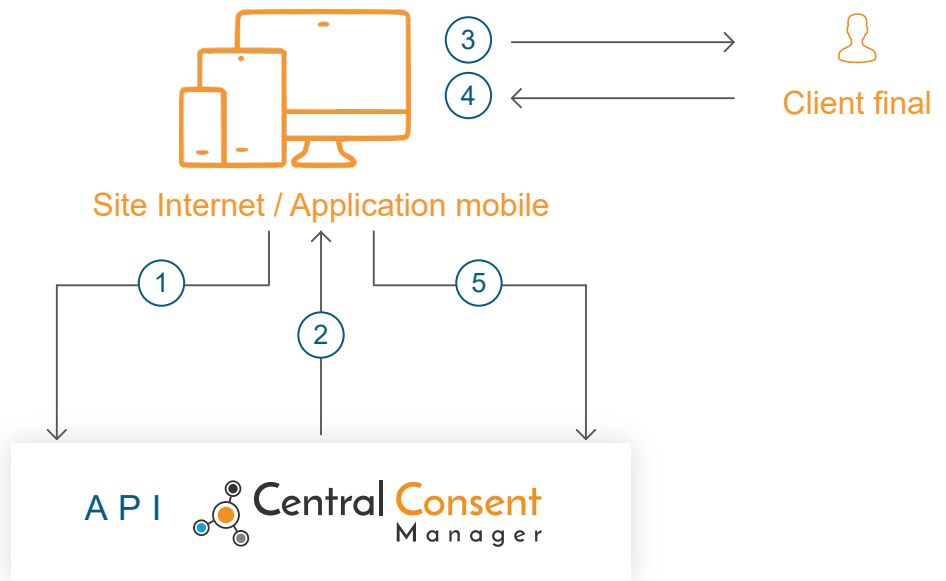 3
4
Client final
Site Internet / Application mobile
1
5
2
API
Central Consent
Manager